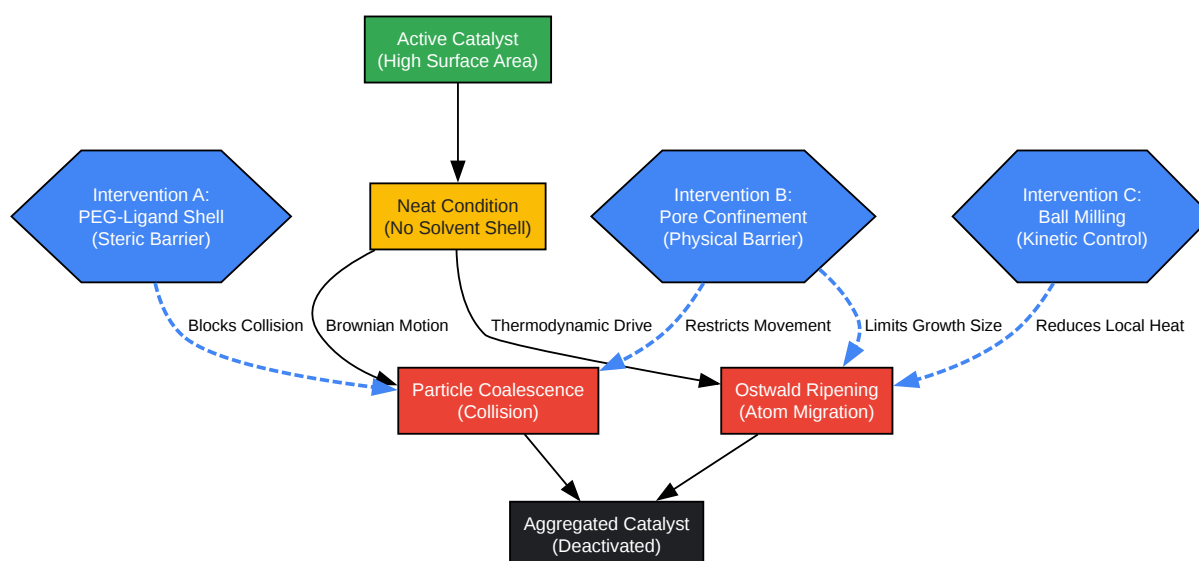 Active Catalyst
(High Surface Area)
Intervention A:
PEG-Ligand Shell
(Steric Barrier)
Neat Condition
(No Solvent Shell)
Intervention B:
Pore Confinement
(Physical Barrier)
Intervention C:
Ball Milling
(Kinetic Control)
Blocks Collision
Brownian Motion
Thermodynamic Drive
Restricts Movement
Limits Growth Size
Reduces Local Heat
Particle Coalescence
(Collision)
Ostwald Ripening
(Atom Migration)
Aggregated Catalyst
(Deactivated)